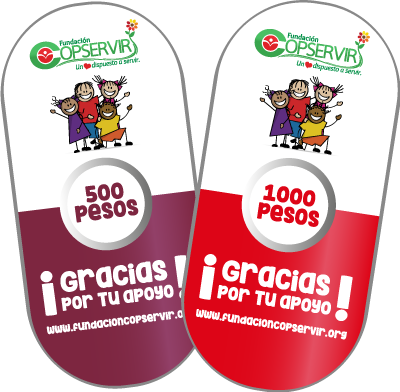 Fundación
COPSERVIR
Un dispuesto a servir.
500
PESOS
¡Gracias
por tu apoyo!
www.fundacioncopservir.o
Fundación
COPSERVIR
Un dispuesto a servir.
1000
PESOS
¡Gracias
por tu apoyo!
www.fundacioncopservir.org